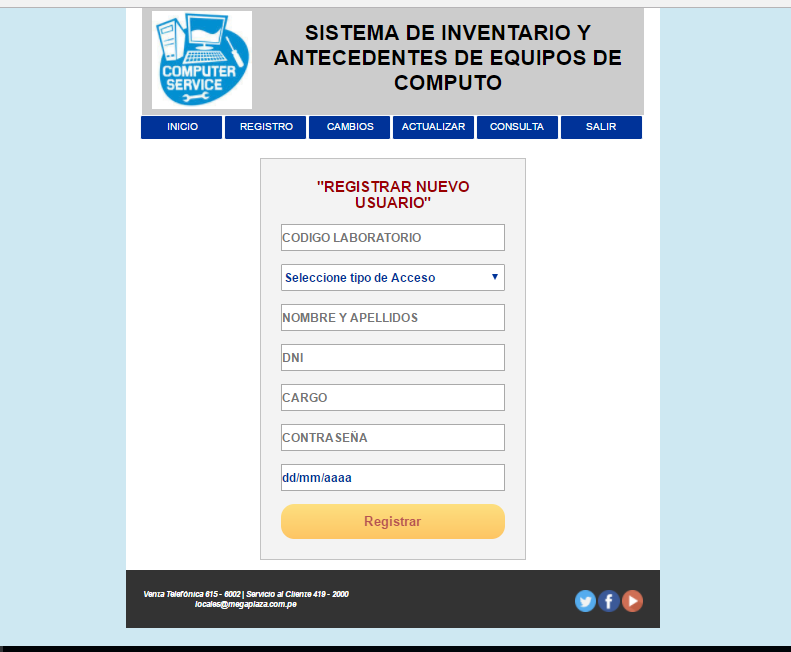 COMPUTER
SERVICE
SISTEMA DE INVENTARIO Y
ANTECEDENTES DE EQUIPOS DE
COMPUTO
INICIO REGISTRO CAMBIOS ACTUALIZAR CONSULTA SALIR
"REGISTRAR NUEVO
USUARIO"
CODIGO LABORATORIO
Seleccione tipo de Acceso
NOMBRE Y APELLIDOS
DNI
CARGO
CONTRASEÑA
dd/mm/aaaa
Registrar
Venta Telefónica 615 - 6002 | Servicio al Cliente 419 - 2000
locales@megaplaza.com.pe